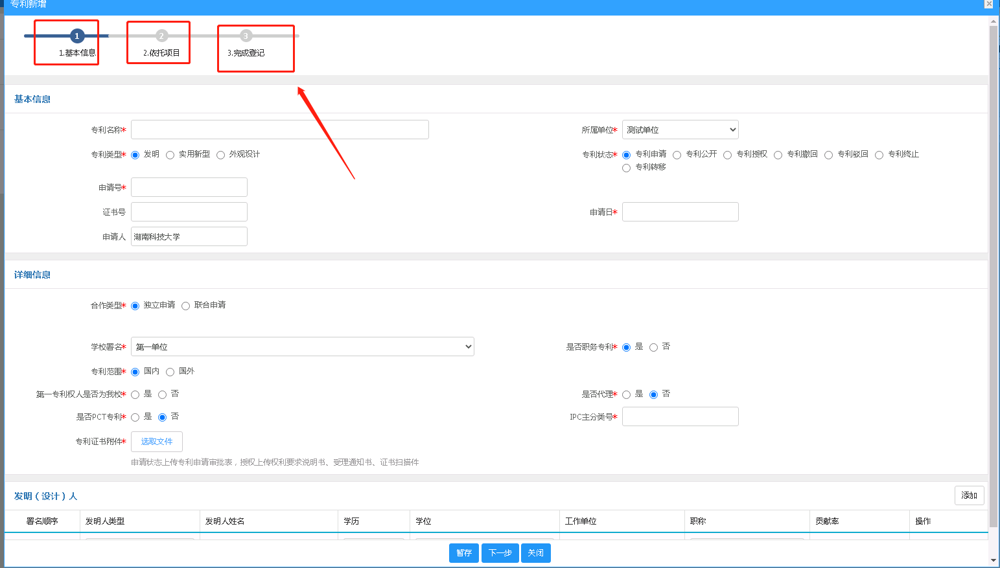 专利新增
1 2 3
1.基本信息 2.依托项目 3.完成登记
基本信息
专利名称* 所属单位* 测试单位
专利类型* 发明 实用新型 外观设计 专利状态* 专利申请 专利公开 专利授权 专利撤回 专利驳回 专利终止
专利转移
申请号*
证书号 申请日*
申请人 湖南科技大学
详细信息
合作类型* 独立申请 联合申请
学校署名* 第一单位 是否职务专利* 是 否
专利范围* 国内 国外
第一专利权人是否为我校* 是 否 是否代理* 是 否
是否PCT专利* 是 否 IPC主分类号*
专利证书附件* 选取文件
申请状态上传专利申请审批表，授权上传权利要求说明书、受理通知书、证书扫描件
发明（设计）人 添加
署名顺序 发明人类型 发明人姓名 学历 学位 工作单位 职称 贡献率 操作
暂存 下一步 关闭